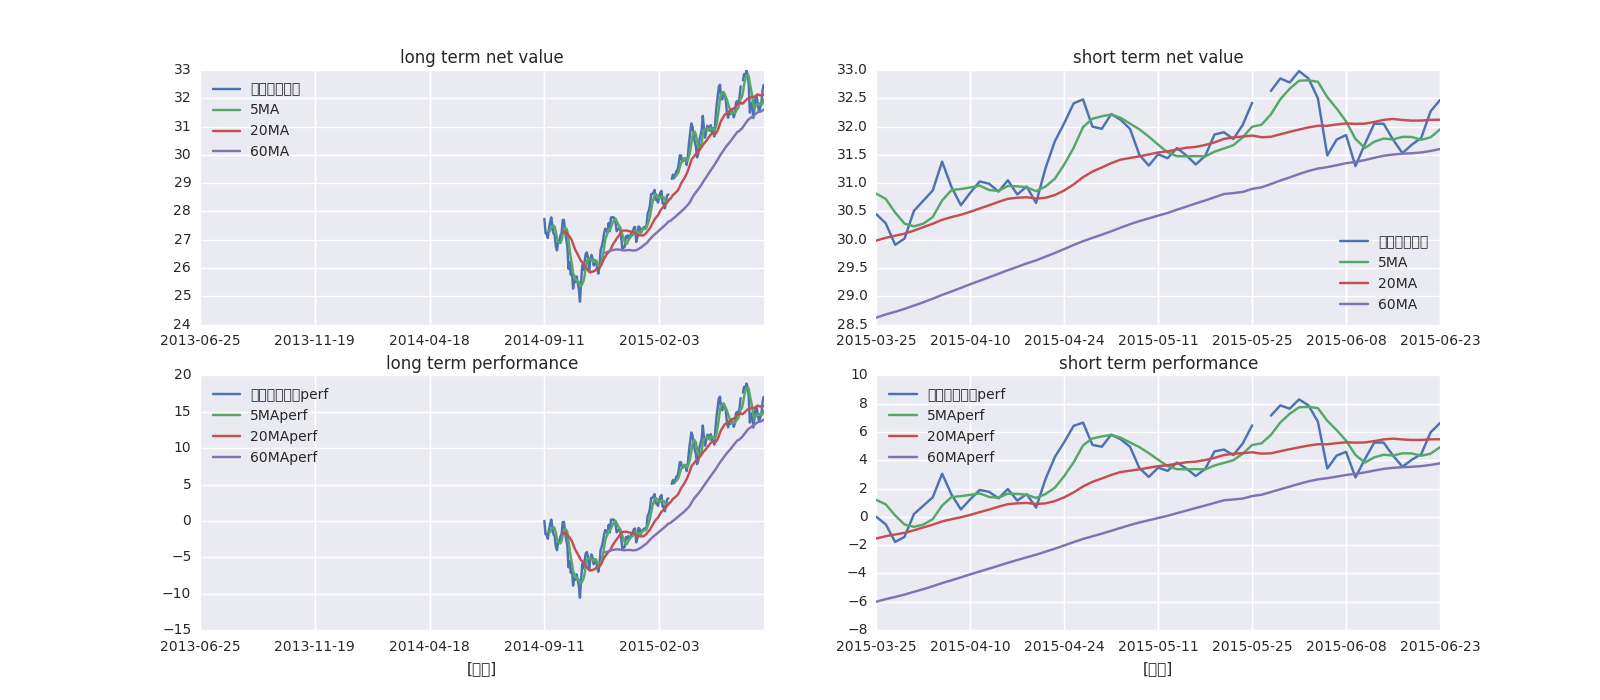 long term net value
33
32
31
30
29
28
27
26
25
24
5MA
20MA
60MA
2013-06-25 2013-11-19 2014-04-18 2014-09-11 2015-02-03
short term net value
33.0
32.5
32.0
31.5
31.0
30.5
30.0
29.5
29.0
28.5
5MA
20MA
60MA
2015-03-25 2015-04-10 2015-04-24 2015-05-11 2015-05-25 2015-06-08 2015-06-23
long term performance
20
15
10
5
0
−5
−10
−15
perf
5MAperf
20MAperf
60MAperf
2013-06-25 2013-11-19 2014-04-18 2014-09-11 2015-02-03
short term performance
10
8
6
4
2
0
−2
−4
−6
−8
perf
5MAperf
20MAperf
60MAperf
2015-03-25 2015-04-10 2015-04-24 2015-05-11 2015-05-25 2015-06-08 2015-06-23